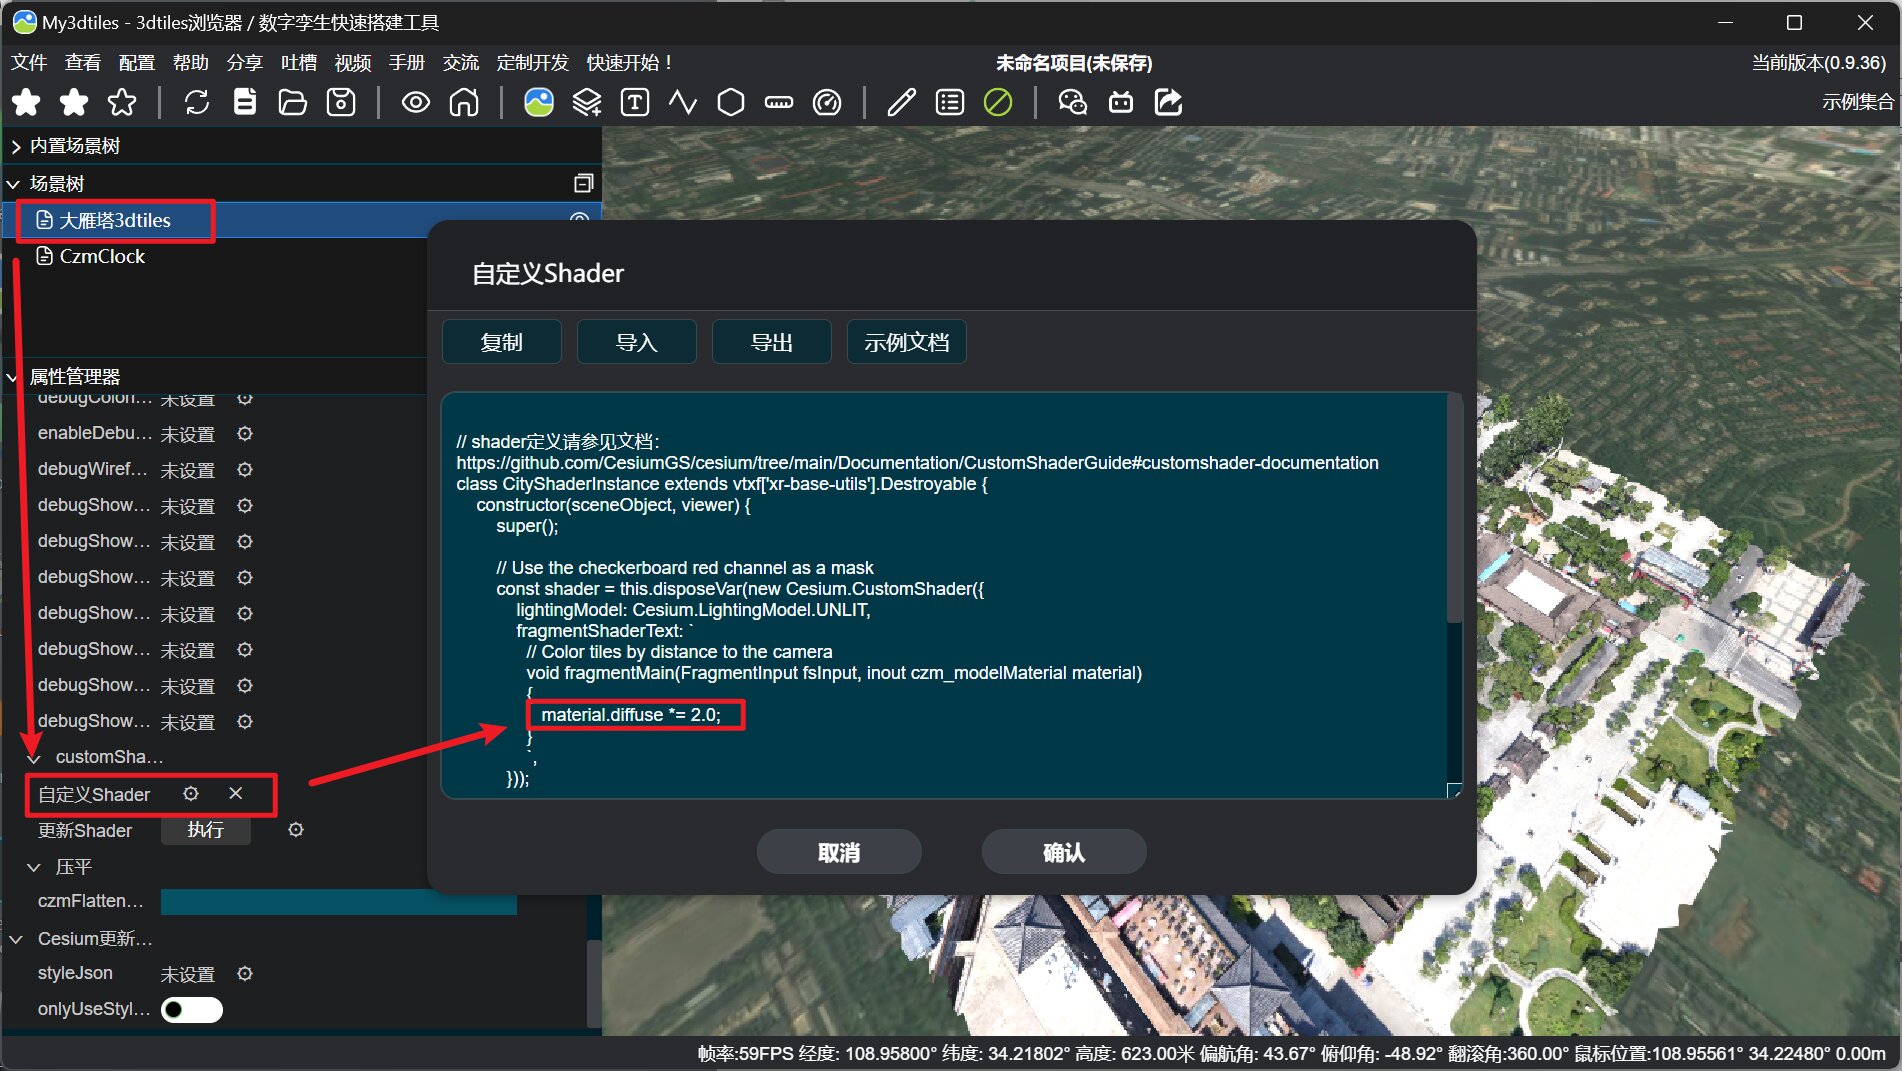 My3dtiles - 3dtiles浏览器 / 数字孪生快速搭建工具
文件 查看 配置 帮助 分享 吐槽 视频 手册 交流 定制开发 快速开始！ 未命名项目(未保存) 当前版本(0.9.36)
示例集合
内置场景树
场景树
大雁塔3dtiles
CzmClock
属性管理器
debugColori... 未设置
enableDebu... 未设置
debugWiref... 未设置
debugShow... 未设置
debugShow... 未设置
debugShow... 未设置
debugShow... 未设置
debugShow... 未设置
debugShow... 未设置
debugShow... 未设置
customSha...
自定义Shader
更新Shader 执行
压平
czmFlatten...
Cesium更新...
styleJson 未设置
onlyUseStyl...
自定义Shader
复制 导入 导出 示例文档
// shader定义请参见文档：
https://github.com/CesiumGS/cesium/tree/main/Documentation/CustomShaderGuide#customshader-documentation
class CityShaderInstance extends vtxf['xr-base-utils'].Destroyable {
constructor(sceneObject, viewer) {
super();
// Use the checkerboard red channel as a mask
const shader = this.disposeVar(new Cesium.CustomShader({
lightingModel: Cesium.LightingModel.UNLIT,
fragmentShaderText: `
// Color tiles by distance to the camera
void fragmentMain(FragmentInput fsInput, inout czm_modelMaterial material)
{
material.diffuse *= 2.0;
}
`,
}));
取消 确认
帧率:59FPS 经度: 108.95800° 纬度: 34.21802° 高度: 623.00米 偏航角: 43.67° 俯仰角: -48.92° 翻滚角:360.00° 鼠标位置:108.95561° 34.22480° 0.00m